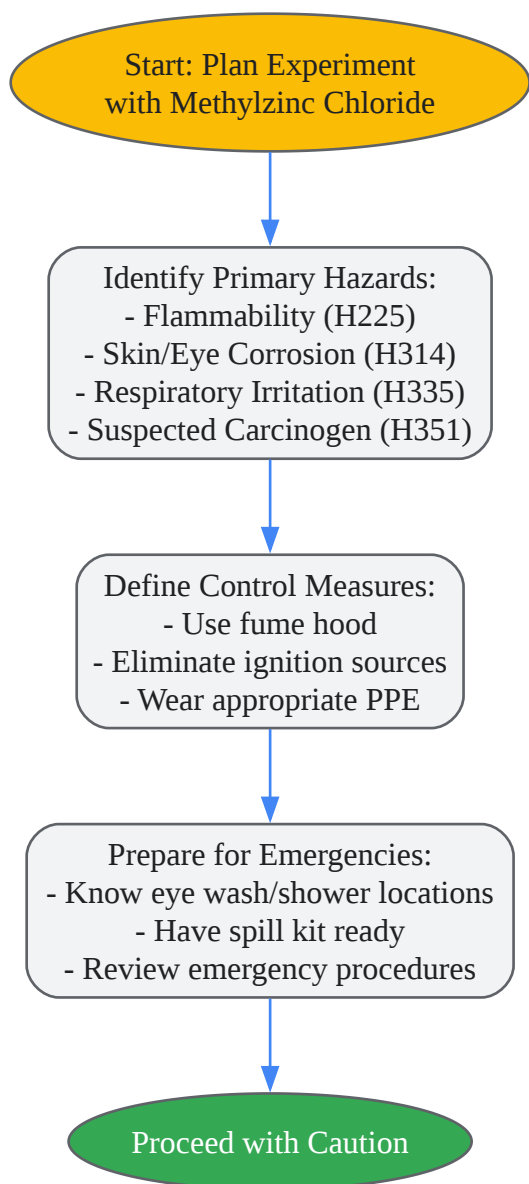 Start: Plan Experiment
with Methylzinc Chloride
Identify Primary Hazards:
- Flammability (H225)
- Skin/Eye Corrosion (H314)
- Respiratory Irritation (H335)
- Suspected Carcinogen (H351)
Define Control Measures:
- Use fume hood
- Eliminate ignition sources
- Wear appropriate PPE
Prepare for Emergencies:
- Know eye wash/shower locations
- Have spill kit ready
- Review emergency procedures
Proceed with Caution